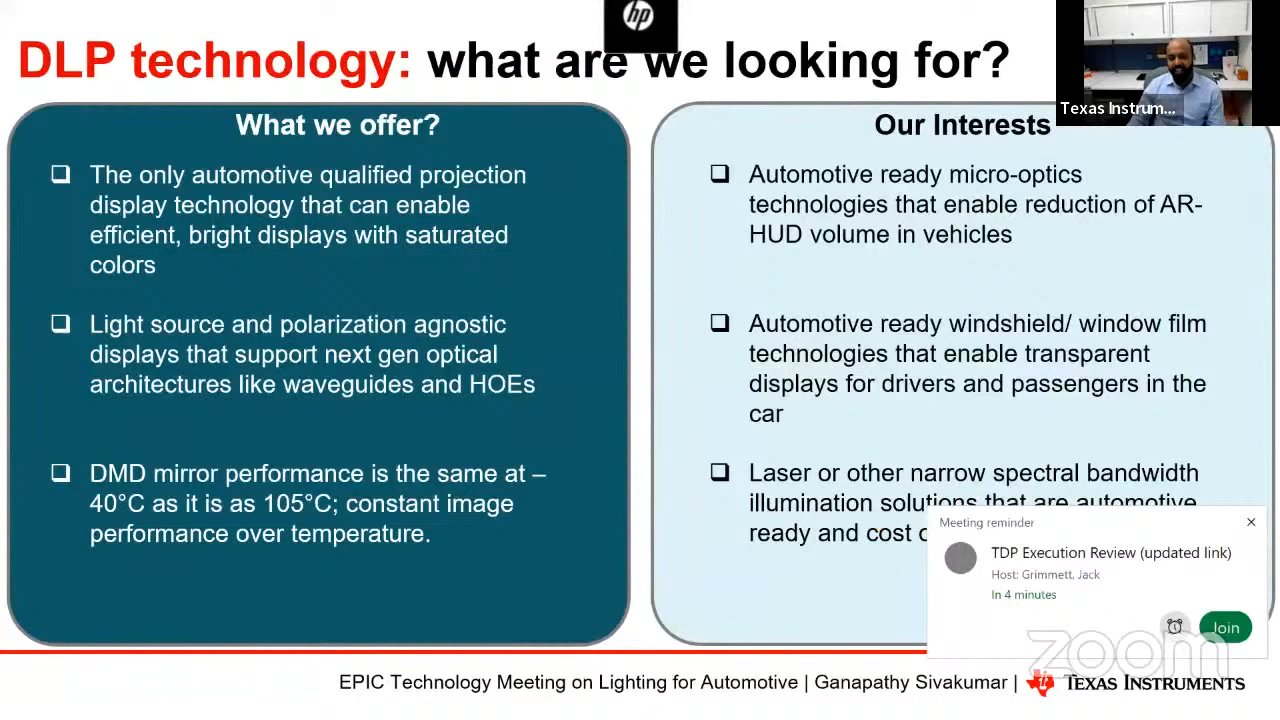 hp
DLP technology: what are we looking for?
Texas Instrum...
What we offer?
❑ The only automotive qualified projection
display technology that can enable
efficient, bright displays with saturated
colors
❑ Light source and polarization agnostic
displays that support next gen optical
architectures like waveguides and HOEs
❑ DMD mirror performance is the same at –
40°C as it is as 105°C; constant image
performance over temperature.
Our Interests
❑ Automotive ready micro-optics
technologies that enable reduction of AR-
HUD volume in vehicles
❑ Automotive ready windshield/ window film
technologies that enable transparent
displays for drivers and passengers in the
car
❑ Laser or other narrow spectral bandwidth
illumination solutions that are automotive
ready and cost
Meeting reminder
TDP Execution Review (updated link)
Host: Grimmett, Jack
In 4 minutes
Join
zoom
EPIC Technology Meeting on Lighting for Automotive | Ganapathy Sivakumar | TEXAS INSTRUMENTS